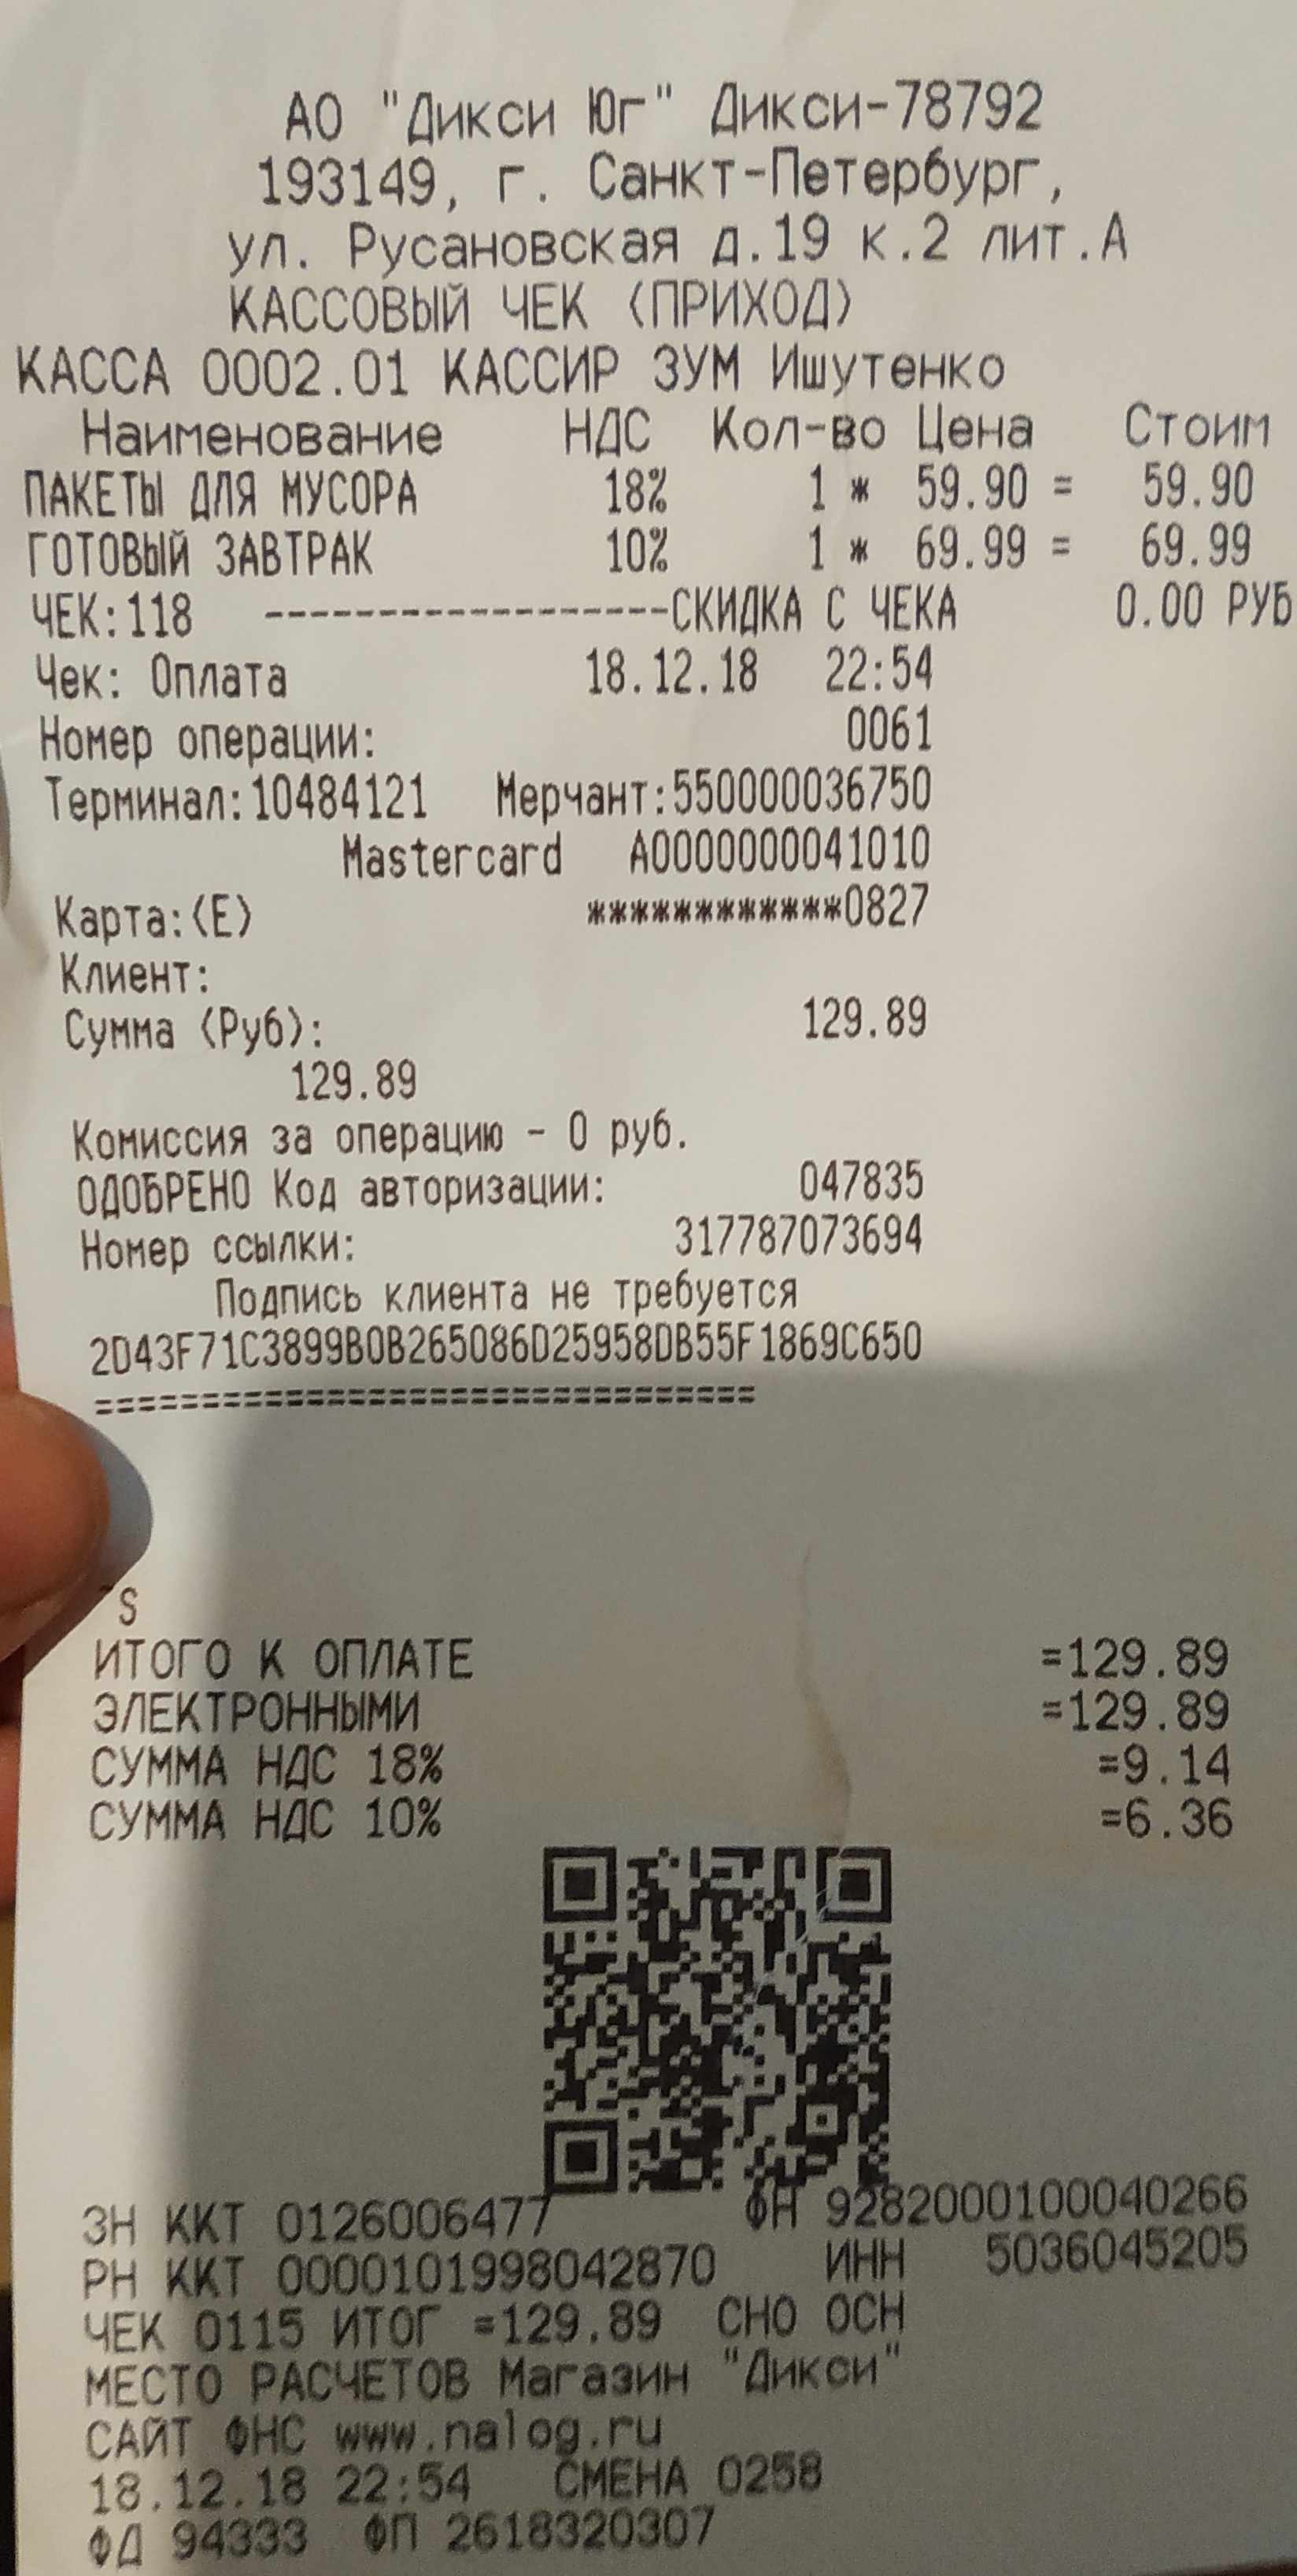 АО "Дикси Юг" Дикси-78792
193149, г. Санкт-Петербург,
ул. Русановская д.19 к.2 лит.А
КАССОВЫЙ ЧЕК (ПРИХОД)
КАССА 0002.01 КАССИР ЗУМ Ишутенко
Наименование НДС Кол-во Цена Стоим
ПАКЕТЫ ДЛЯ МУСОРА 18% 1 * 59.90 = 59.90
ГОТОВЫЙ ЗАВТРАК 10% 1 * 69.99 = 69.99
ЧЕК:118 -------------------СКИДКА С ЧЕКА 0.00 РУБ
Чек: Оплата 18.12.18 22:54
Номер операции: 0061
Терминал:10484121 Мерчант:550000036750
Mastercard A0000000041010
Карта:(E) ************0827
Клиент:
Сумма (Руб): 129.89
129.89
Комиссия за операцию - 0 руб.
ОДОБРЕНО Код авторизации: 047835
Номер ссылки: 317787073694
Подпись клиента не требуется
2D43F71C3899B0B265086D25958DB55F1869C650
===============================
~S
ИТОГО К ОПЛАТЕ =129.89
ЭЛЕКТРОННЫМИ =129.89
СУММА НДС 18% =9.14
СУММА НДС 10% =6.36
ЗН ККТ 0126006477 ФН 9282000100040266
РН ККТ 0000101998042870 ИНН 5036045205
ЧЕК 0115 ИТОГ =129.89 СНО ОСН
МЕСТО РАСЧЕТОВ Магазин "Дикси"
САЙТ ФНС www.nalog.ru
18.12.18 22:54 СМЕНА 0258
ФД 94333 ФП 2618320307